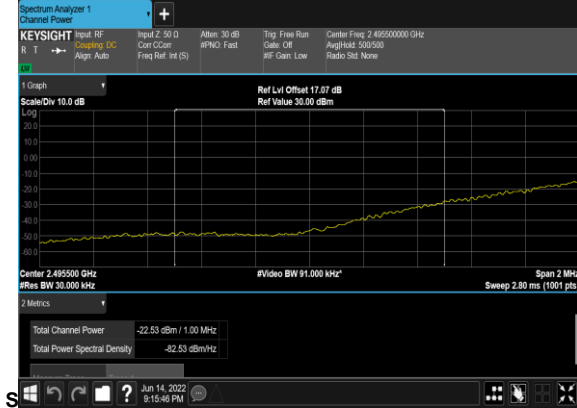 Spectrum Analyzer 1
Channel Power
KEYSIGHT Input: RF Input Z: 50 Ω Atten: 30 dB Trig: Free Run Center Freq: 2.495500000 GHz
R T Coupling: DC Corr CCorr #PNO: Fast Gate: Off Avg|Hold: 500/500
Align: Auto Freq Ref: Int (S) #IF Gain: Low Radio Std: None
1 Graph
Ref Lvl Offset 17.07 dB
Scale/Div 10.0 dB Ref Value 30.00 dBm
Log
20.0
10.0
0.00
-10.0
-20.0
-30.0
-40.0
-50.0
-60.0
Center 2.495500 GHz #Video BW 91.000 kHz* Span 2 MHz
#Res BW 30.000 kHz Sweep 2.80 ms (1001 pts
2 Metrics
Total Channel Power -22.53 dBm / 1.00 MHz
Total Power Spectral Density -82.53 dBm/Hz
S
? Jun 14, 2022
9:15:46 PM